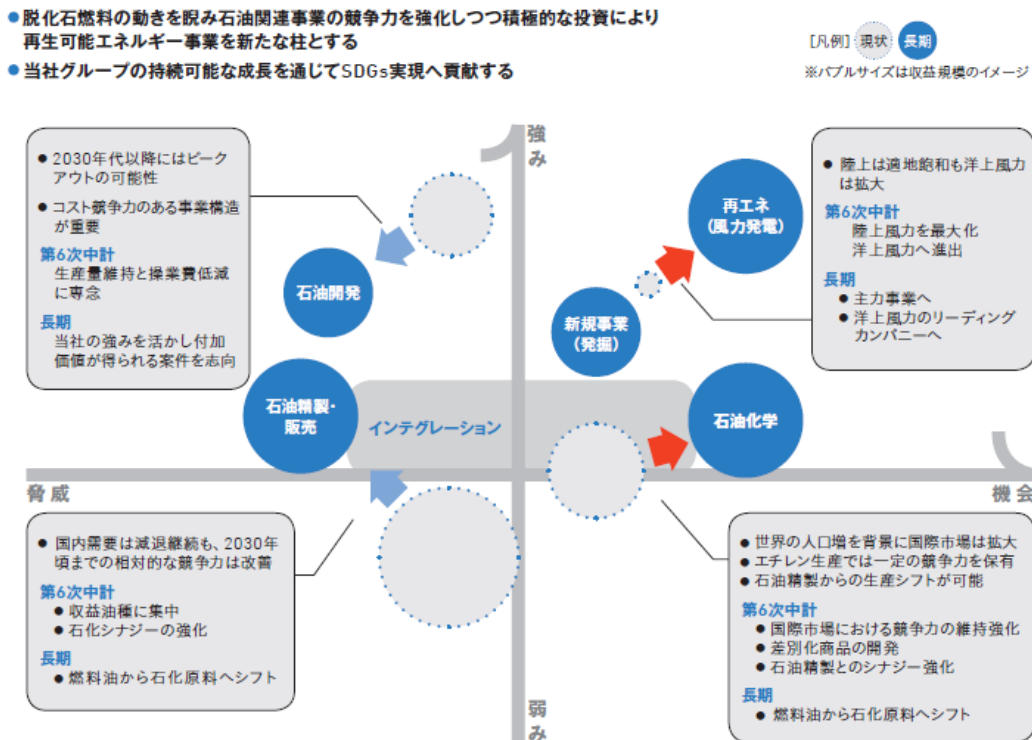 ● 脱化石燃料の動きを睨み石油関連事業の競争力を強化しつつ積極的な投資により
再生可能エネルギー事業を新たな柱とする
● 当社グループの持続可能な成長を通じてSDGs実現へ貢献する
[凡例] 現状 長期
※バブルサイズは収益規模のイメージ
強み
● 2030年代以降にはピーク
アウトの可能性
● コスト競争力のある事業構造
が重要
第6次中計
生産量維持と操業費低減
に専念
長期
当社の強みを活かし付加
価値が得られる案件を志向
石油開発
再エネ
(風力発電)
新規事業
(発掘)
● 陸上は適地飽和も洋上風力
は拡大
第6次中計
陸上風力を最大化
洋上風力へ進出
長期
● 主力事業へ
● 洋上風力のリーディング
カンパニーへ
石油精製・
販売
インテグレーション
石油化学
脅威
機会
● 国内需要は減退継続も、2030年
頃までの相対的な競争力は改善
第6次中計
● 収益油種に集中
● 石化シナジーの強化
長期
● 燃料油から石化原料へシフト
● 世界の人口増を背景に国際市場は拡大
● エチレン生産では一定の競争力を保有
● 石油精製からの生産シフトが可能
第6次中計
● 国際市場における競争力の維持強化
● 差別化商品の開発
● 石油精製とのシナジー強化
長期
● 燃料油から石化原料へシフト
弱み